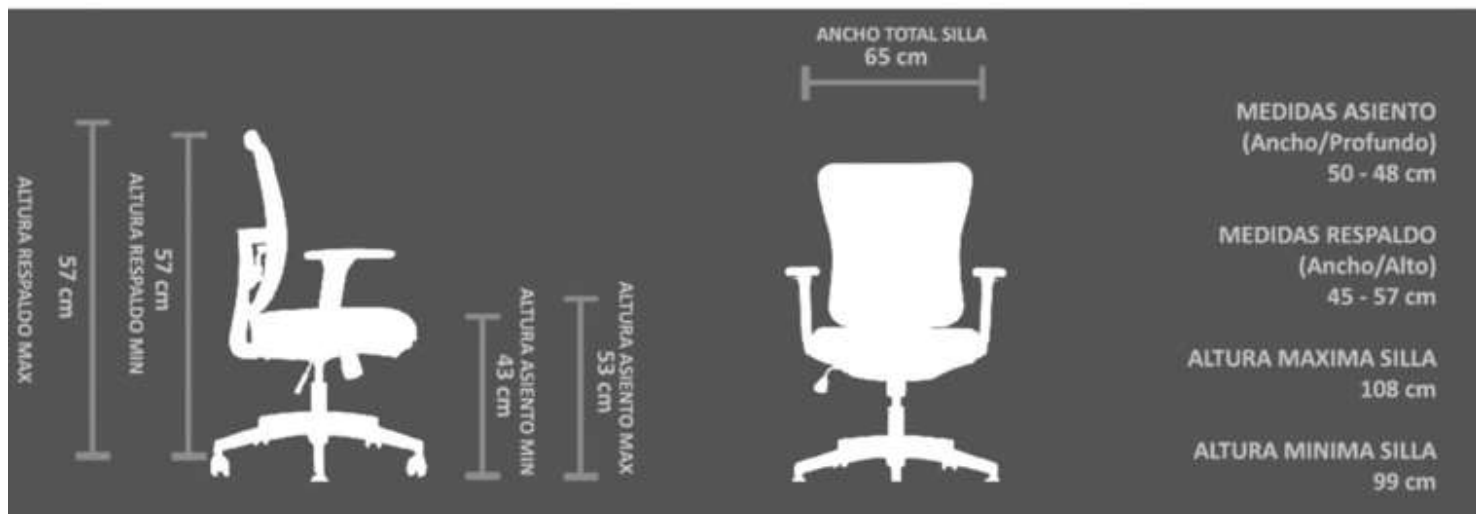 ALTURA RESPALDO MAX
57 cm
ALTURA RESPALDO MIN
57 cm
ALTURA ASIENTO MIN
43 cm
ALTURA ASIENTO MAX
53 cm
ANCHO TOTAL SILLA
65 cm
MEDIDAS ASIENTO
(Ancho/Profundo)
50 - 48 cm
MEDIDAS RESPALDO
(Ancho/Alto)
45 - 57 cm
ALTURA MAXIMA SILLA
108 cm
ALTURA MINIMA SILLA
99 cm